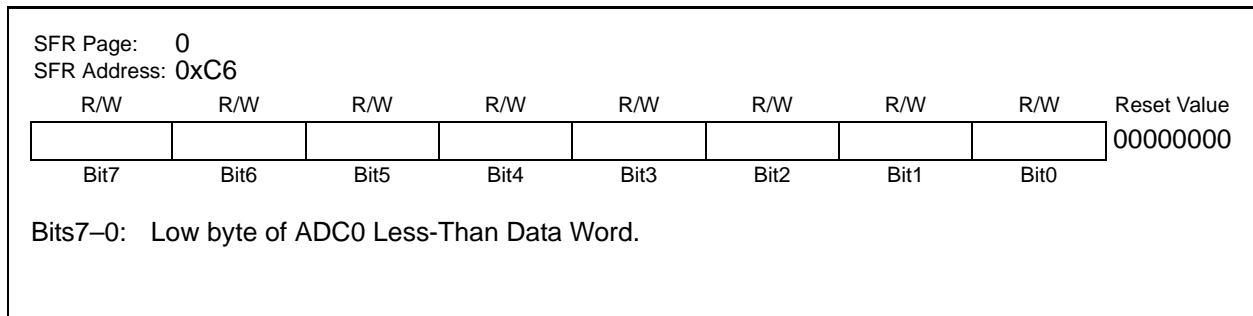 SFR Page: 0
SFR Address: 0xC6
R/W R/W R/W R/W R/W R/W R/W R/W Reset Value
00000000
Bit7 Bit6 Bit5 Bit4 Bit3 Bit2 Bit1 Bit0
Bits7–0: Low byte of ADC0 Less-Than Data Word.